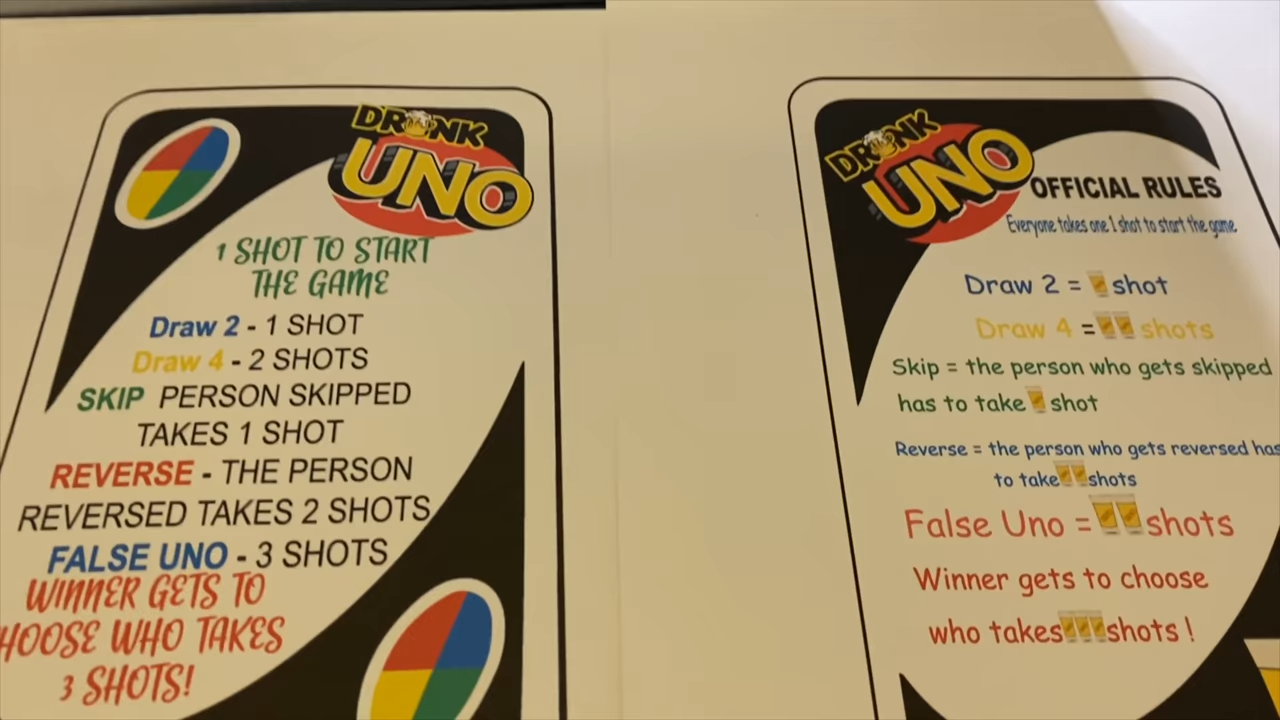 DRUNK
UNO
1 SHOT TO START
THE GAME
Draw 2 - 1 SHOT
Draw 4 - 2 SHOTS
SKIP PERSON SKIPPED
TAKES 1 SHOT
REVERSE - THE PERSON
REVERSED TAKES 2 SHOTS
FALSE UNO - 3 SHOTS
WINNER GETS TO
HOOSE WHO TAKES
3 SHOTS!
DRUNK
UNO
OFFICIAL RULES
Everyone takes one 1 shot to start the game
Draw 2 = shot
Draw 4 = shots
Skip = the person who gets skipped
has to take shot
Reverse = the person who gets reversed has
to take shots
False Uno = shots
Winner gets to choose
who takes shots !